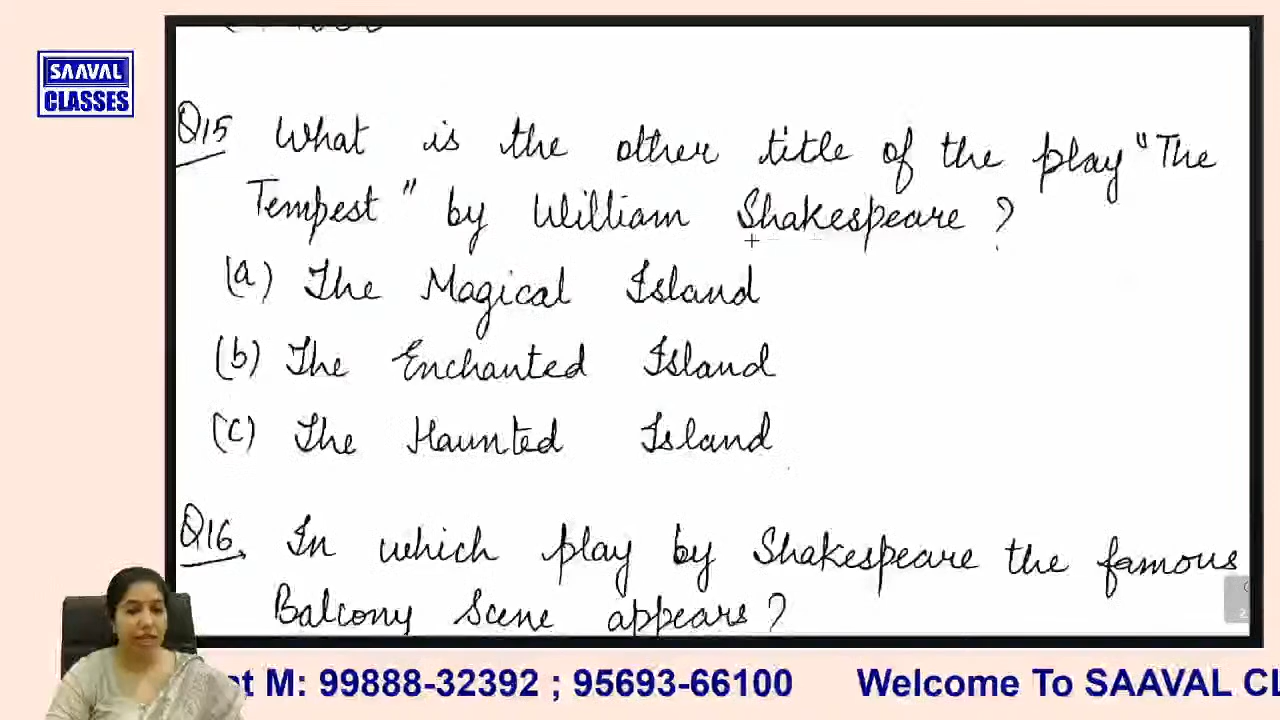 SAAVAL
CLASSES
Q15 What is the other title of the play "The
Tempest" by William Shakespeare?
(a) The Magical Island
(b) The Enchanted Island
(c) The Haunted Island
Q16. In which play by Shakespeare the famous
Balcony Scene appears?
at M: 99888-32392 ; 95693-66100 Welcome To SAAVAL CL